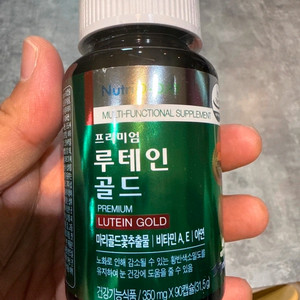 MULTI-FUNCTIONAL SUPPLEMENT
프리미엄
루테인
골드
PREMIUM
LUTEIN GOLD
마리골드꽃추출물 | 비타민 A, E | 아연
노화로 인해 감소될 수 있는 황반색소밀도를
유지하여 눈 건강에 도움을 줄 수 있음
건강기능식품 / 350 mg X 90캡슐(31.5 g)